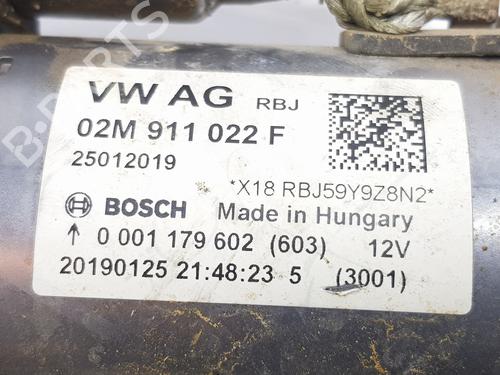 VW AG RBJ
02M 911 022 F
25012019
*X18 RBJ59Y9Z8N2*
BOSCH Made in Hungary
↑ 0 001 179 602 (603) 12V
20190125 21:48:23 5 (3001)
B-PARTS